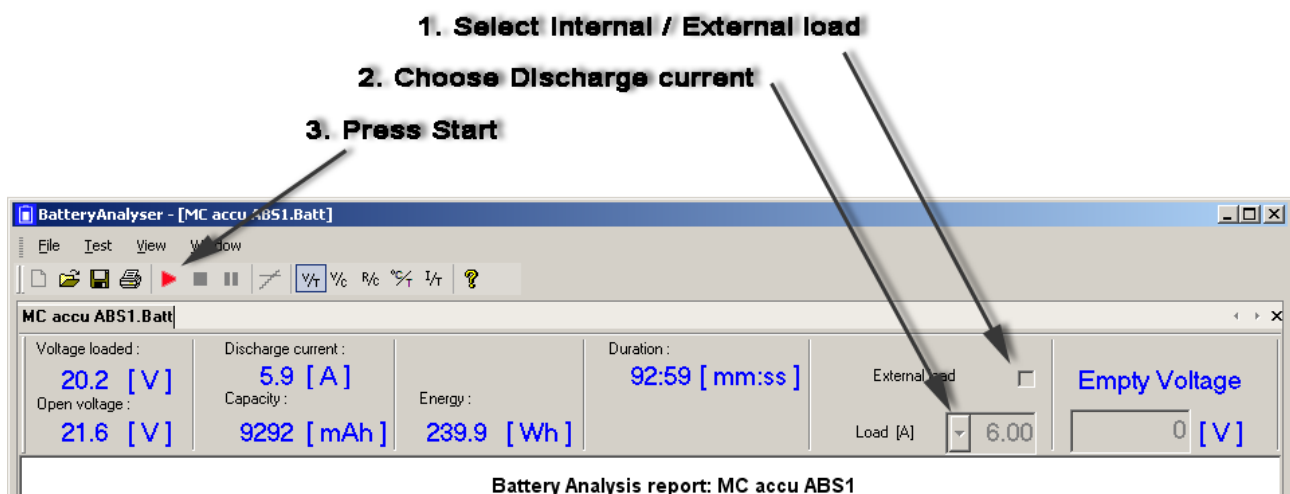 1. Select Internal / External load
2. Choose Discharge current
3. Press Start
BatteryAnalyser - [MC accu ABS1.Batt]
File Test View Window
V/T V/C R/C °C/T I/T ?
MC accu ABS1.Batt
Voltage loaded : Discharge current : Duration :
20.2 [ V ] 5.9 [ A ] 92:59 [ mm:ss ] External load Empty Voltage
Open voltage : Capacity : Energy :
21.6 [ V ] 9292 [ mAh ] 239.9 [ Wh ] Load [A] 6.00 0 [ V ]
Battery Analysis report: MC accu ABS1